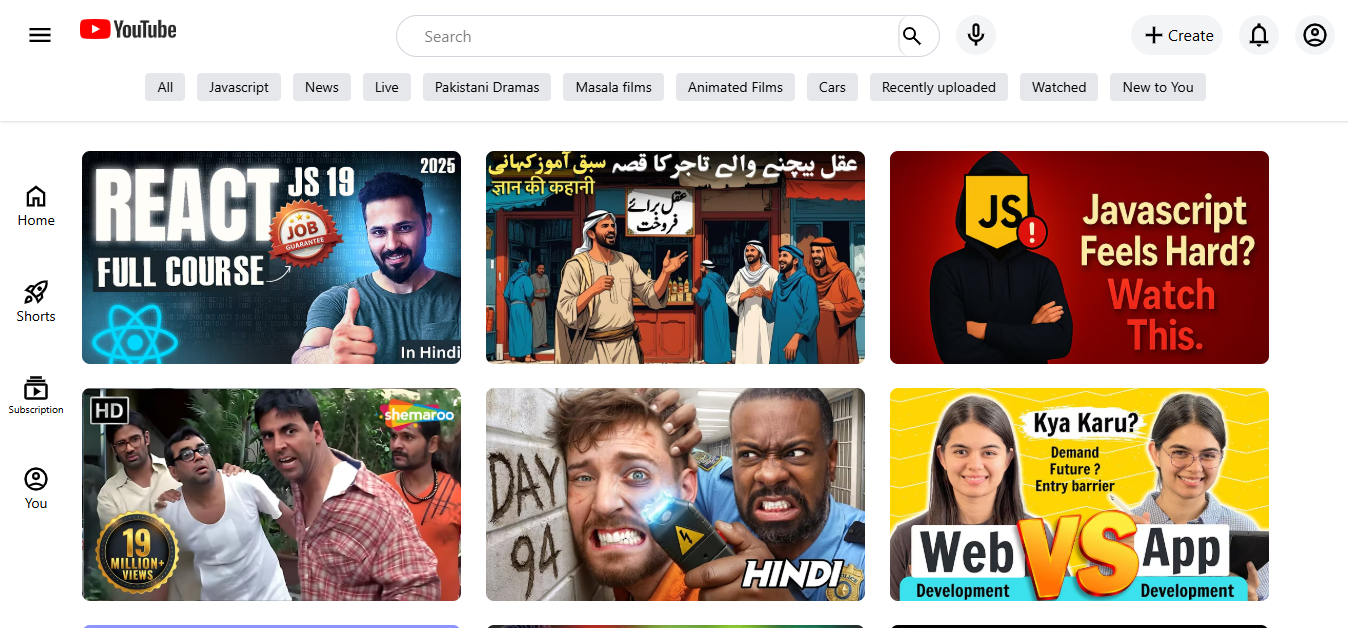 YouTube
Search
Create
All
Javascript
News
Live
Pakistani Dramas
Masala films
Animated Films
Cars
Recently uploaded
Watched
New to You
Home
Shorts
Subscription
You
2025
REACT JS 19
JOB
GUARANTEE
FULL COURSE
In Hindi
عقل بیچنے والے تاجر کا قصہ سبق آموز کہانی
ज्ञान की कहानी
عقل برائے
فروخت
JS
!
Javascript
Feels Hard?
Watch
This.
HD
shemaroo
19
MILLION+
VIEWS
DAY
94
HINDI
POLICE
Kya Karu?
Demand
Future ?
Entry barrier
Web VS App
Development
Development